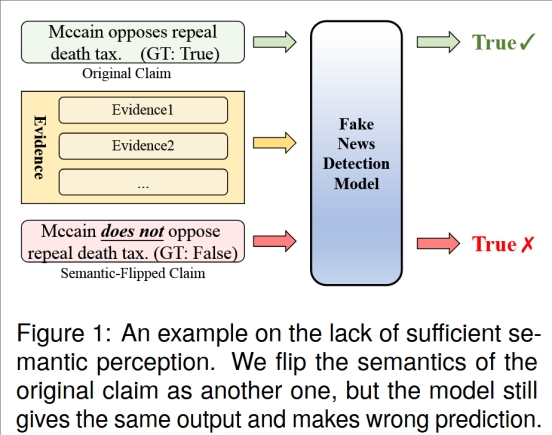 Mccain opposes repeal
death tax. (GT: True)
Original Claim
True✓
Evidence
Evidence1
Evidence2
...
Fake
News
Detection
Model
Mccain does not oppose
repeal death tax. (GT: False)
Semantic-Flipped Claim
True✗
Figure 1: An example on the lack of sufficient se-
mantic perception. We flip the semantics of the
original claim as another one, but the model still
gives the same output and makes wrong prediction.